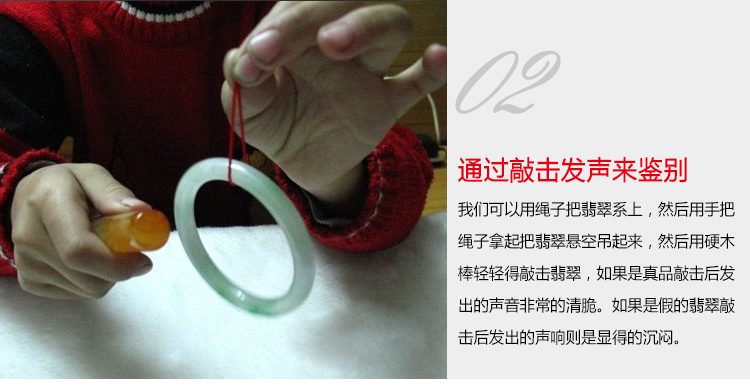 02
通过敲击发声来鉴别
我们可以用绳子把翡翠系上，然后用手把
绳子拿起把翡翠悬空吊起来，然后用硬木
棒轻轻得敲击翡翠，如果是真品敲击后发
出的声音非常的清脆。如果是假的翡翠敲
击后发出的声响则是显得的沉闷。